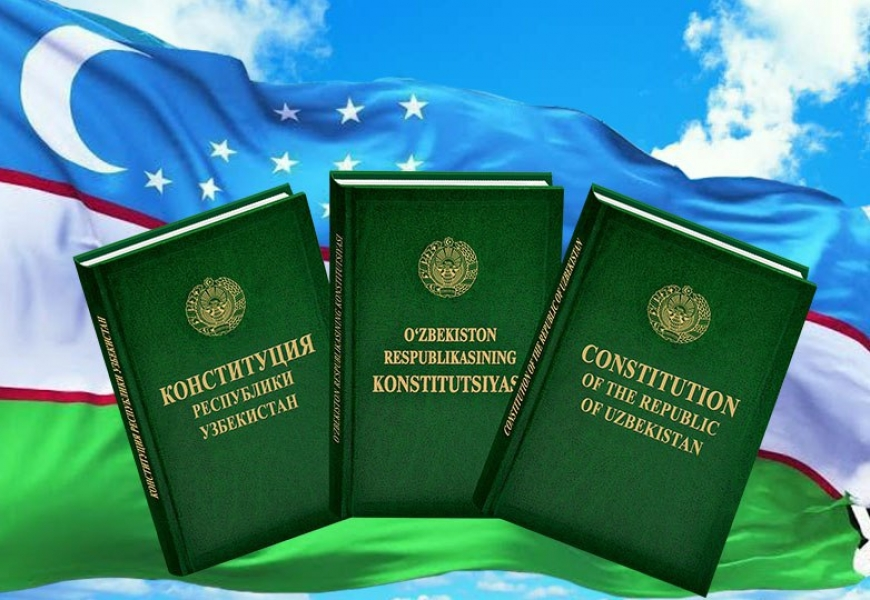 КОНСТИТУЦИЯ РЕСПУБЛИКИ УЗБЕКИСТАН
КОНСТИТУЦИЯ
РЕСПУБЛИКИ
УЗБЕКИСТАН
O‘ZBEKISTON RESPUBLIKASINING KONSTITUTSIYASI
O‘ZBEKISTON
RESPUBLIKASINING
KONSTITUTSIYAS
CONSTITUTION OF THE REPUBLIC OF UZBEKISTAN
CONSTITUTION
OF THE REPUBLIC
OF UZBEKISTAN